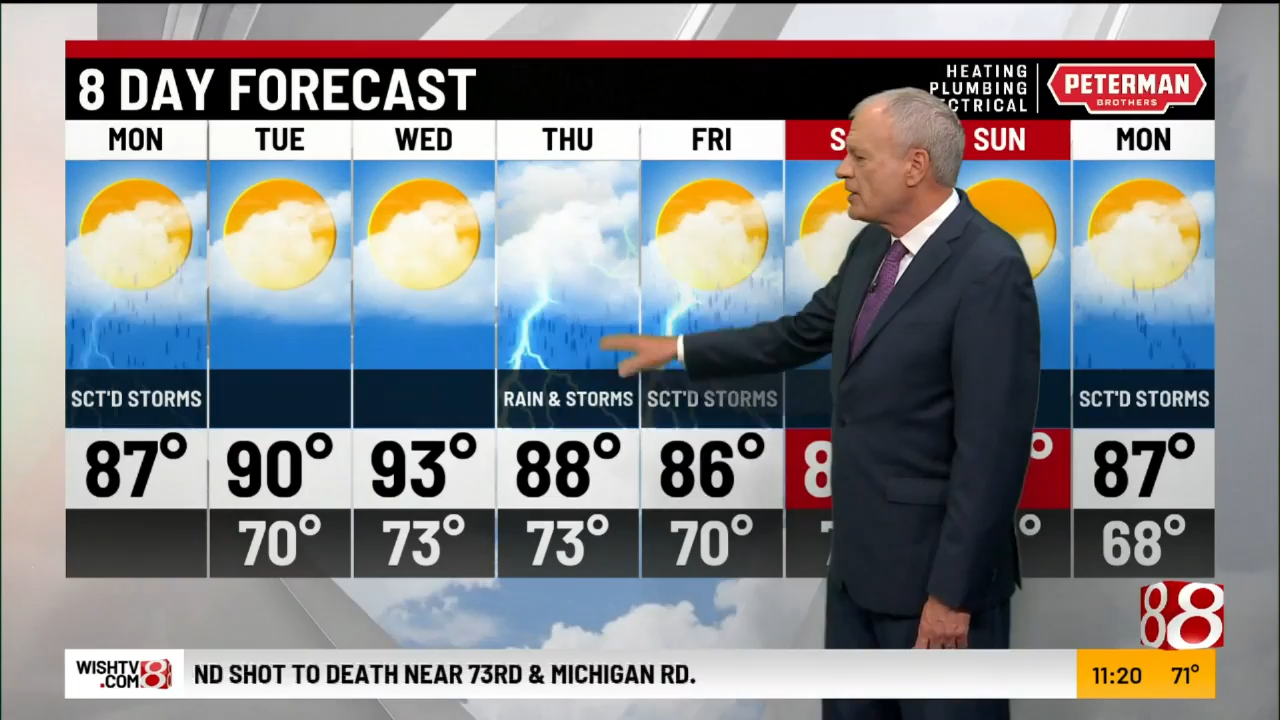 8 DAY FORECAST
HEATING
PLUMBING
ECTRICAL
PETERMAN
BROTHERS
MON TUE WED THU FRI S SUN MON
SCT'D STORMS RAIN & STORMS SCT'D STORMS SCT'D STORMS
87° 90° 93° 88° 86° 8 ° 87°
70° 73° 73° 70° ° 68°
88
WISHTV
.COM 8
ND SHOT TO DEATH NEAR 73RD & MICHIGAN RD.
11:20 71°